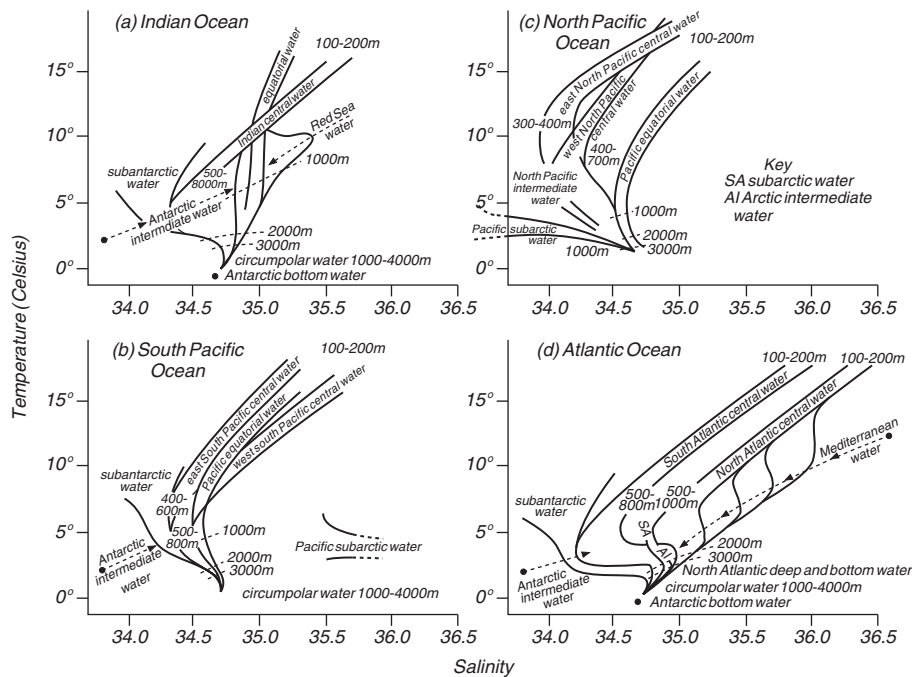 (a) Indian Ocean
100-200m
equatorial water
Indian central water
Red Sea
water
1000m
subantarctic
water
500-
8000m
Antarctic
intermdiate water
2000m
3000m
circumpolar water 1000-4000m
Antarctic bottom water
15°
10°
5°
0°
34.0 34.5 35.0 35.5 36.0 36.5
(c) North Pacific
Ocean
100-200m
east North Pacific central water
west North Pacific
central water
Pacific equatorial water
300-400m
400-
700m
North Pacific
intermediate
water
Pacific subarctic
water
1000m
1000m
2000m
3000m
Key
SA subarctic water
AI Arctic intermediate
water
15°
10°
5°
0°
34.0 34.5 35.0 35.5 36.0 36.5
Temperature (Celsius)
(b) South Pacific
Ocean
100-200m
east South Pacific central water
Pacific equatorial water
west south Pacific central water
subantarctic
water
400-
600m
500-
800m
Antarctic
intermediate
water
1000m
2000m
3000m
Pacific subarctic water
circumpolar water 1000-4000m
15°
10°
5°
0°
34.0 34.5 35.0 35.5 36.0 36.5
(d) Atlantic Ocean
100-200m 100-200m
South Atlantic central water
North Atlantic central water
Mediterranean
water
subantarctic
water
500-
800m
500-
1000m
SA
AI
2000m
3000m
North Atlantic deep and bottom water
Antarctic
intermediate
water
circumpolar water 1000-4000m
Antarctic bottom water
15°
10°
5°
0°
34.0 34.5 35.0 35.5 36.0 36.5
Salinity